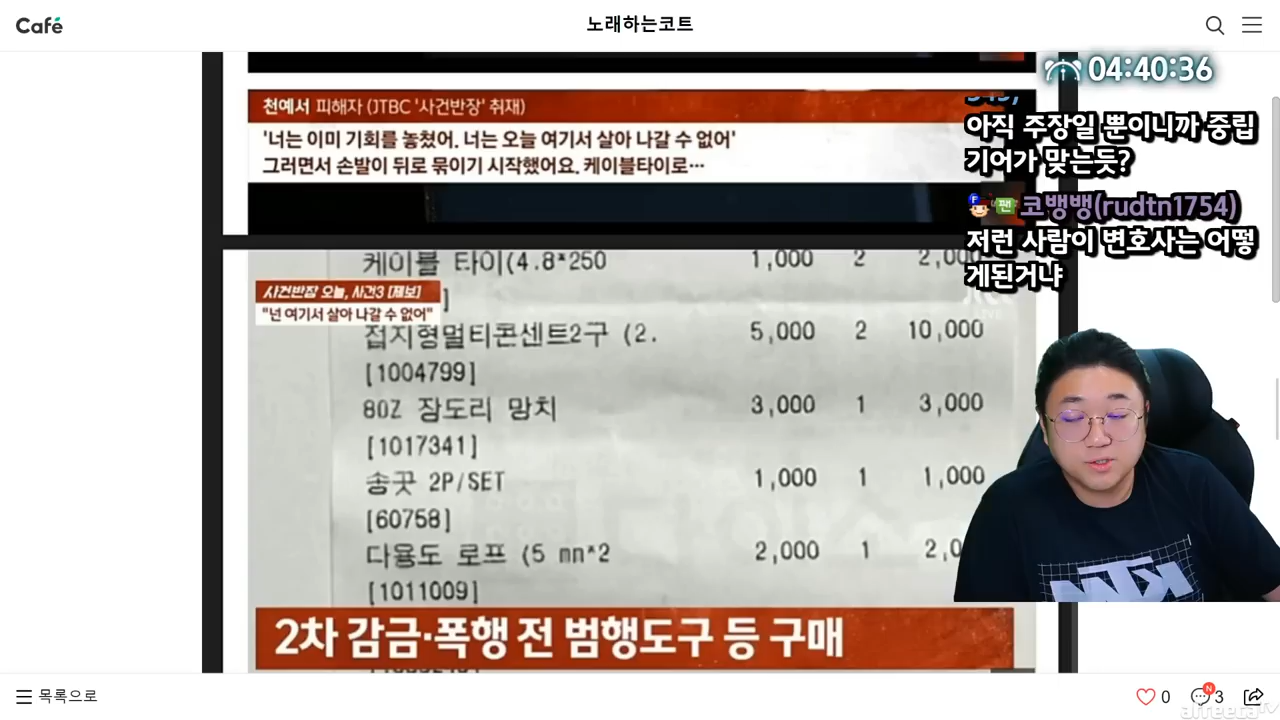 Café
노래하는코트
04:40:36
천예서 피해자 (JTBC '사건반장' 취재)
'너는 이미 기회를 놓쳤어. 너는 오늘 여기서 살아 나갈 수 없어'
그러면서 손발이 뒤로 묶이기 시작했어요. 케이블타이로…
아직 주장일 뿐이니까 중립
기어가 맞는듯?
코뱅뱅(rudtn1754)
저런 사람이 변호사는 어떻
게된거냐
케이블 타이(4.8*250 1,000 2
사건반장 오늘, 사건3 [제보]
"넌 여기서 살아 나갈 수 없어"
접지형멀티콘센트2구 (2. 5,000 2 10,000
[1004799]
8OZ 장도리 망치 3,000 1 3,000
[1017341]
송곳 2P/SET 1,000 1 1,000
[60758]
다용도 로프 (5 mm*2 2,000 1
[1011009]
2차 감금·폭행 전 범행도구 등 구매
목록으로
0
N
3
afreecaTV